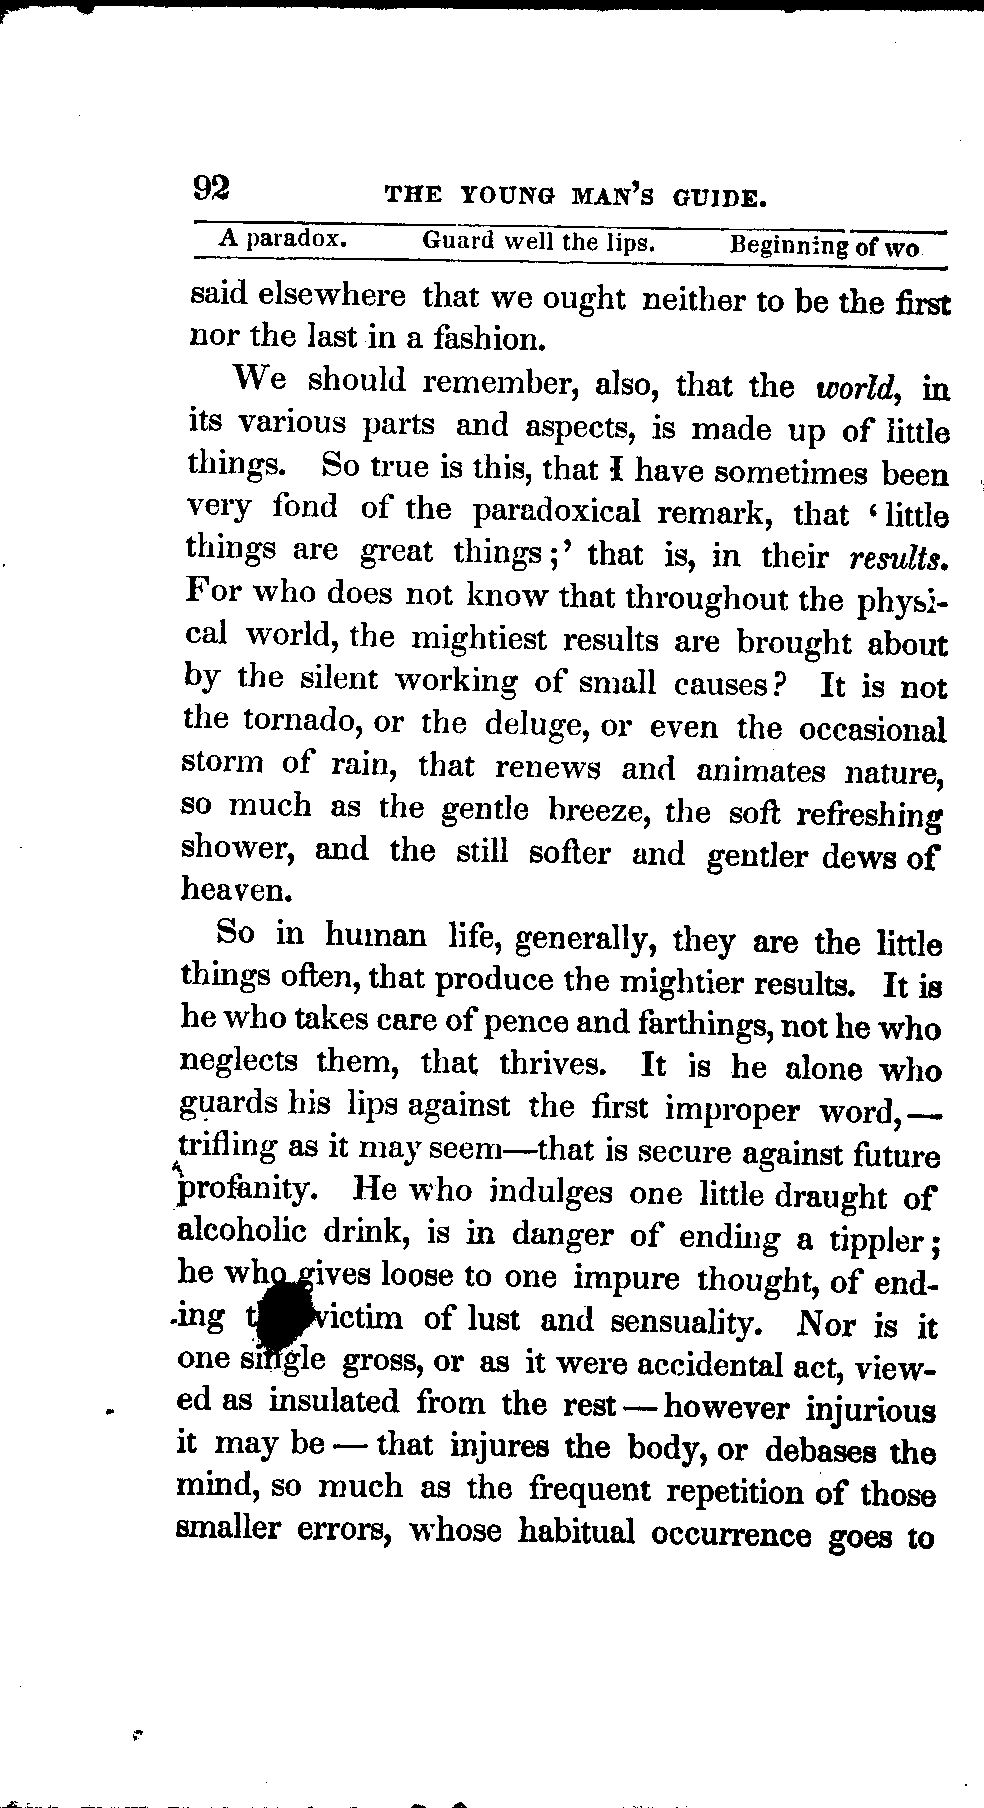 92 THE YOUNG MAN'S GUIDE.
A paradox. Guard well the lips. Beginning of wo
said elsewhere that we ought neither to be the first
nor the last in a fashion.
We should remember, also, that the world, in
its various parts and aspects, is made up of little
things. So true is this, that I have sometimes been
very fond of the paradoxical remark, that ‘little
things are great things;’ that is, in their results.
For who does not know that throughout the physi-
cal world, the mightiest results are brought about
by the silent working of small causes? It is not
the tornado, or the deluge, or even the occasional
storm of rain, that renews and animates nature,
so much as the gentle breeze, the soft refreshing
shower, and the still softer and gentler dews of
heaven.
So in human life, generally, they are the little
things often, that produce the mightier results. It is
he who takes care of pence and farthings, not he who
neglects them, that thrives. It is he alone who
guards his lips against the first improper word,—
trifling as it may seem—that is secure against future
profanity. He who indulges one little draught of
alcoholic drink, is in danger of ending a tippler;
he who gives loose to one impure thought, of end-
ing victim of lust and sensuality. Nor is it
one single gross, or as it were accidental act, view-
ed as insulated from the rest — however injurious
it may be — that injures the body, or debases the
mind, so much as the frequent repetition of those
smaller errors, whose habitual occurrence goes to